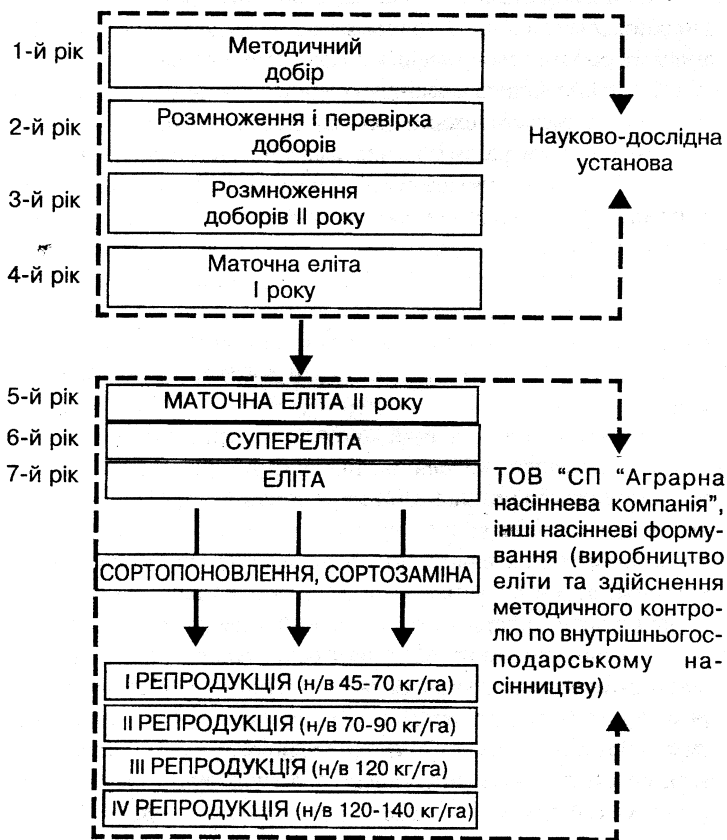 1-й рік
Методичний
добір
2-й рік
Розмноження і перевірка
доборів
3-й рік
Розмноження
доборів II року
4-й рік
Маточна еліта
I року
Науково-дослідна
установа
5-й рік
МАТОЧНА ЕЛІТА II року
6-й рік
СУПЕРЕЛІТА
7-й рік
ЕЛІТА
СОРТОПОНОВЛЕННЯ, СОРТОЗАМІНА
I РЕПРОДУКЦІЯ (н/в 45-70 кг/га)
II РЕПРОДУКЦІЯ (н/в 70-90 кг/га)
III РЕПРОДУКЦІЯ (н/в 120 кг/га)
IV РЕПРОДУКЦІЯ (н/в 120-140 кг/га)
ТОВ “СП “Аграрна
насіннева компанія”,
інші насінневі форму-
вання (виробництво
еліти та здійснення
методичного контро-
лю по внутрішньогос-
подарському на-
сінництву)